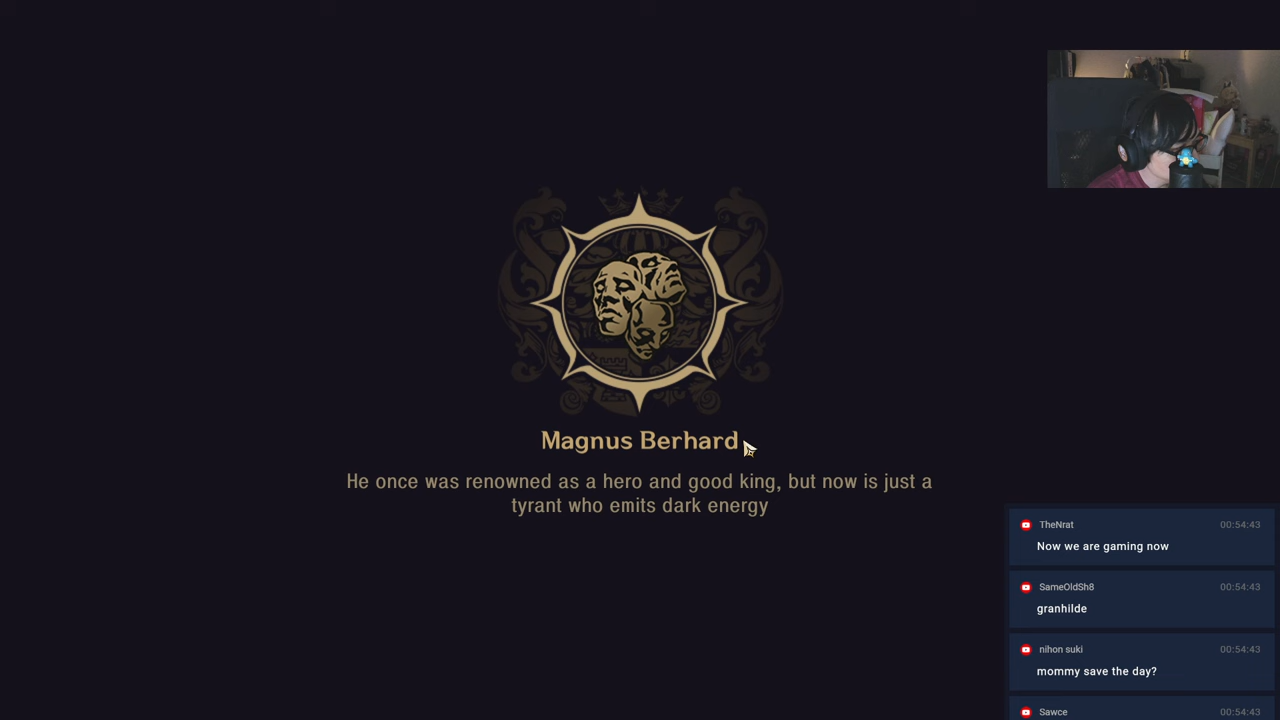 Magnus Berhard
He once was renowned as a hero and good king, but now is just a
tyrant who emits dark energy
TheNrat 00:54:43
Now we are gaming now
SameOldSh8 00:54:43
granhilde
nihon suki 00:54:43
mommy save the day?
Sawce 00:54:43